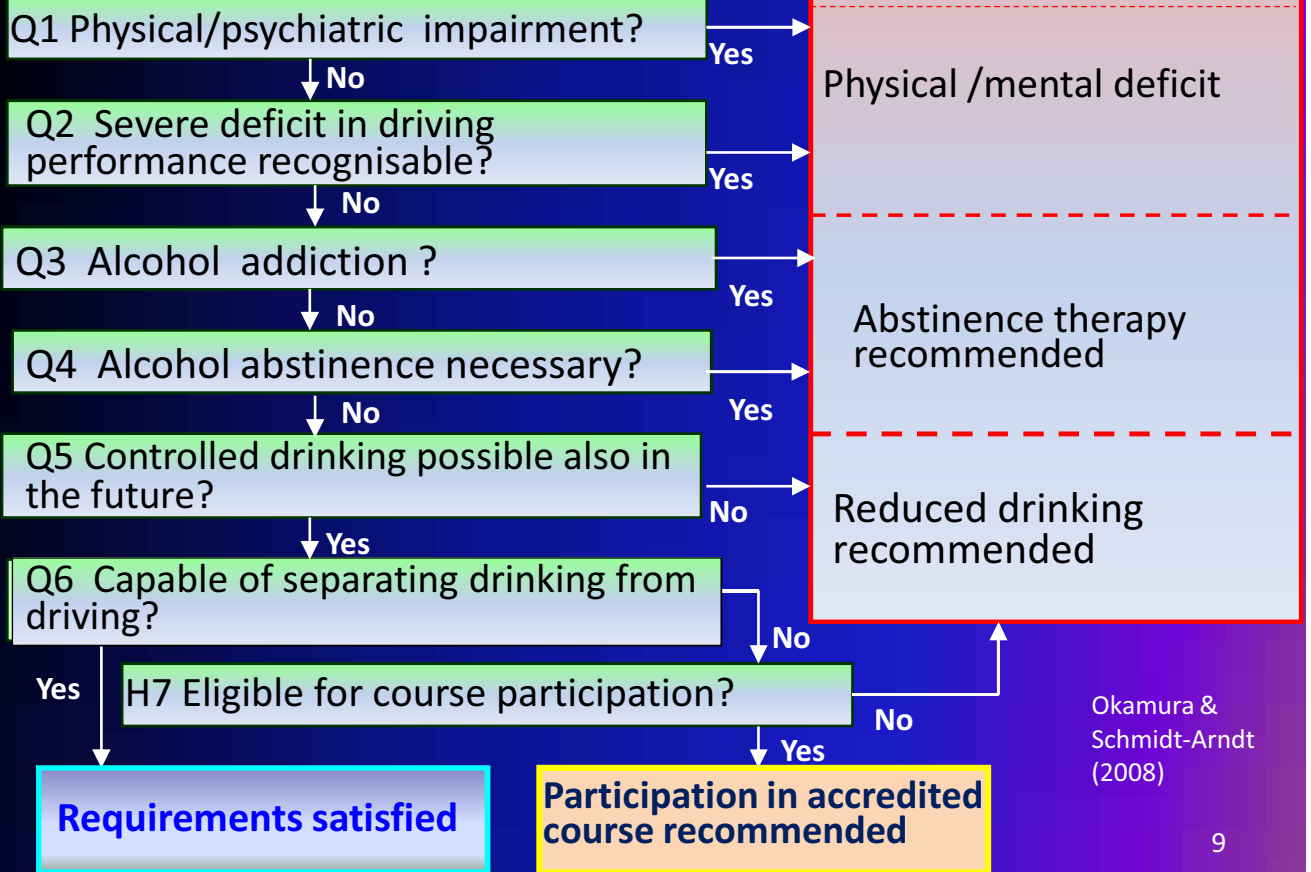 Q1 Physical/psychiatric impairment?
Yes
No
Physical /mental deficit
Q2 Severe deficit in driving
performance recognisable?
Yes
No
Q3 Alcohol addiction ?
Yes
No
Abstinence therapy
recommended
Q4 Alcohol abstinence necessary?
Yes
No
Q5 Controlled drinking possible also in
the future?
No
Yes
Reduced drinking
recommended
Q6 Capable of separating drinking from
driving?
No
Yes
H7 Eligible for course participation?
No
Yes
Okamura &
Schmidt-Arndt
(2008)
Requirements satisfied
Participation in accredited
course recommended
9